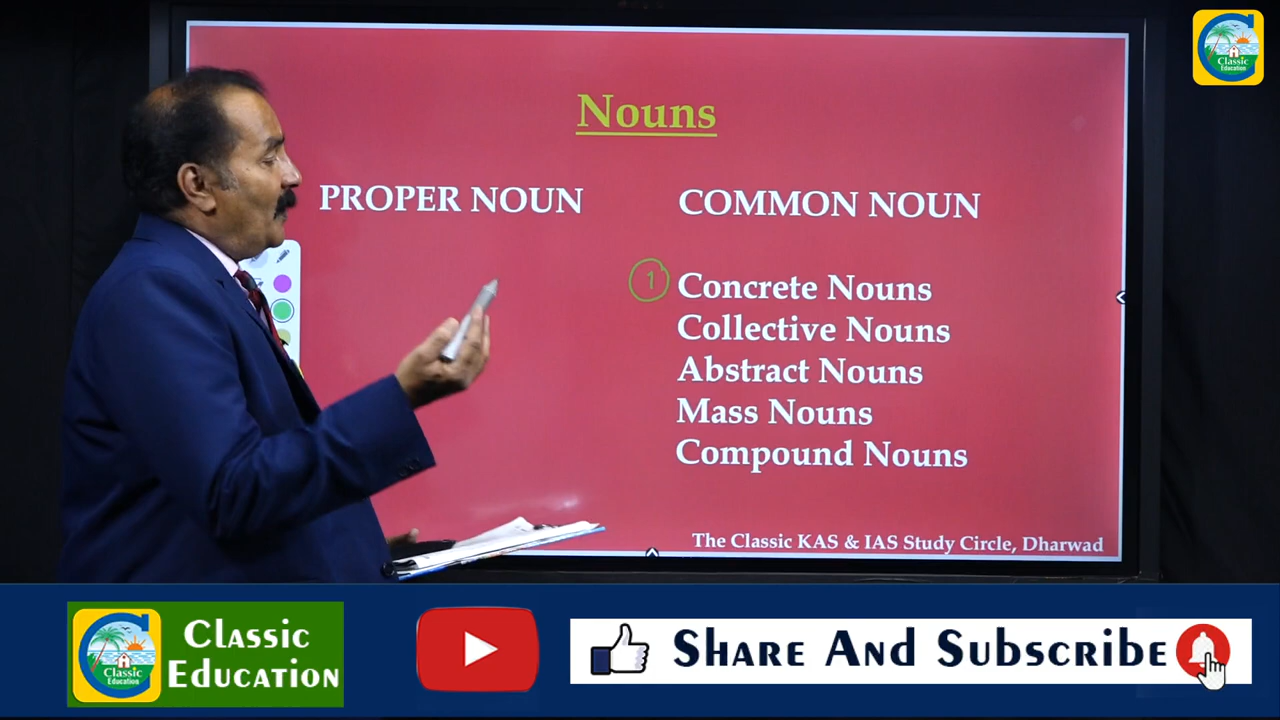 Classic
Education
Nouns
PROPER NOUN
COMMON NOUN
1
Concrete Nouns
Collective Nouns
Abstract Nouns
Mass Nouns
Compound Nouns
The Classic KAS & IAS Study Circle, Dharwad
Classic
Education
CLASSIC
EDUCATION
SHARE AND SUBSCRIBE